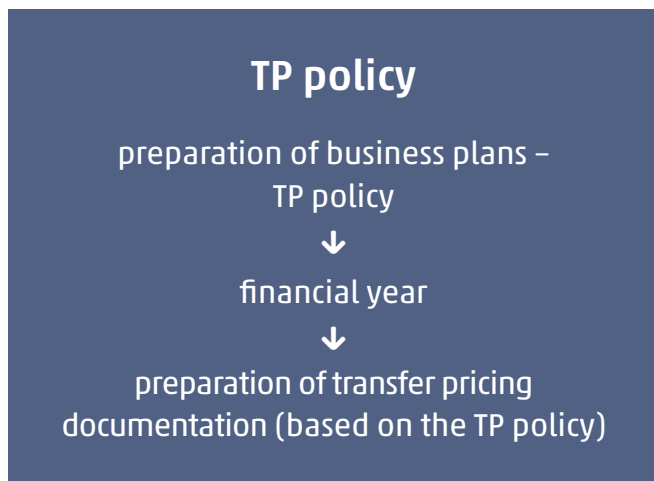 TP policy
preparation of business plans –
TP policy
↓
financial year
↓
preparation of transfer pricing
documentation (based on the TP policy)